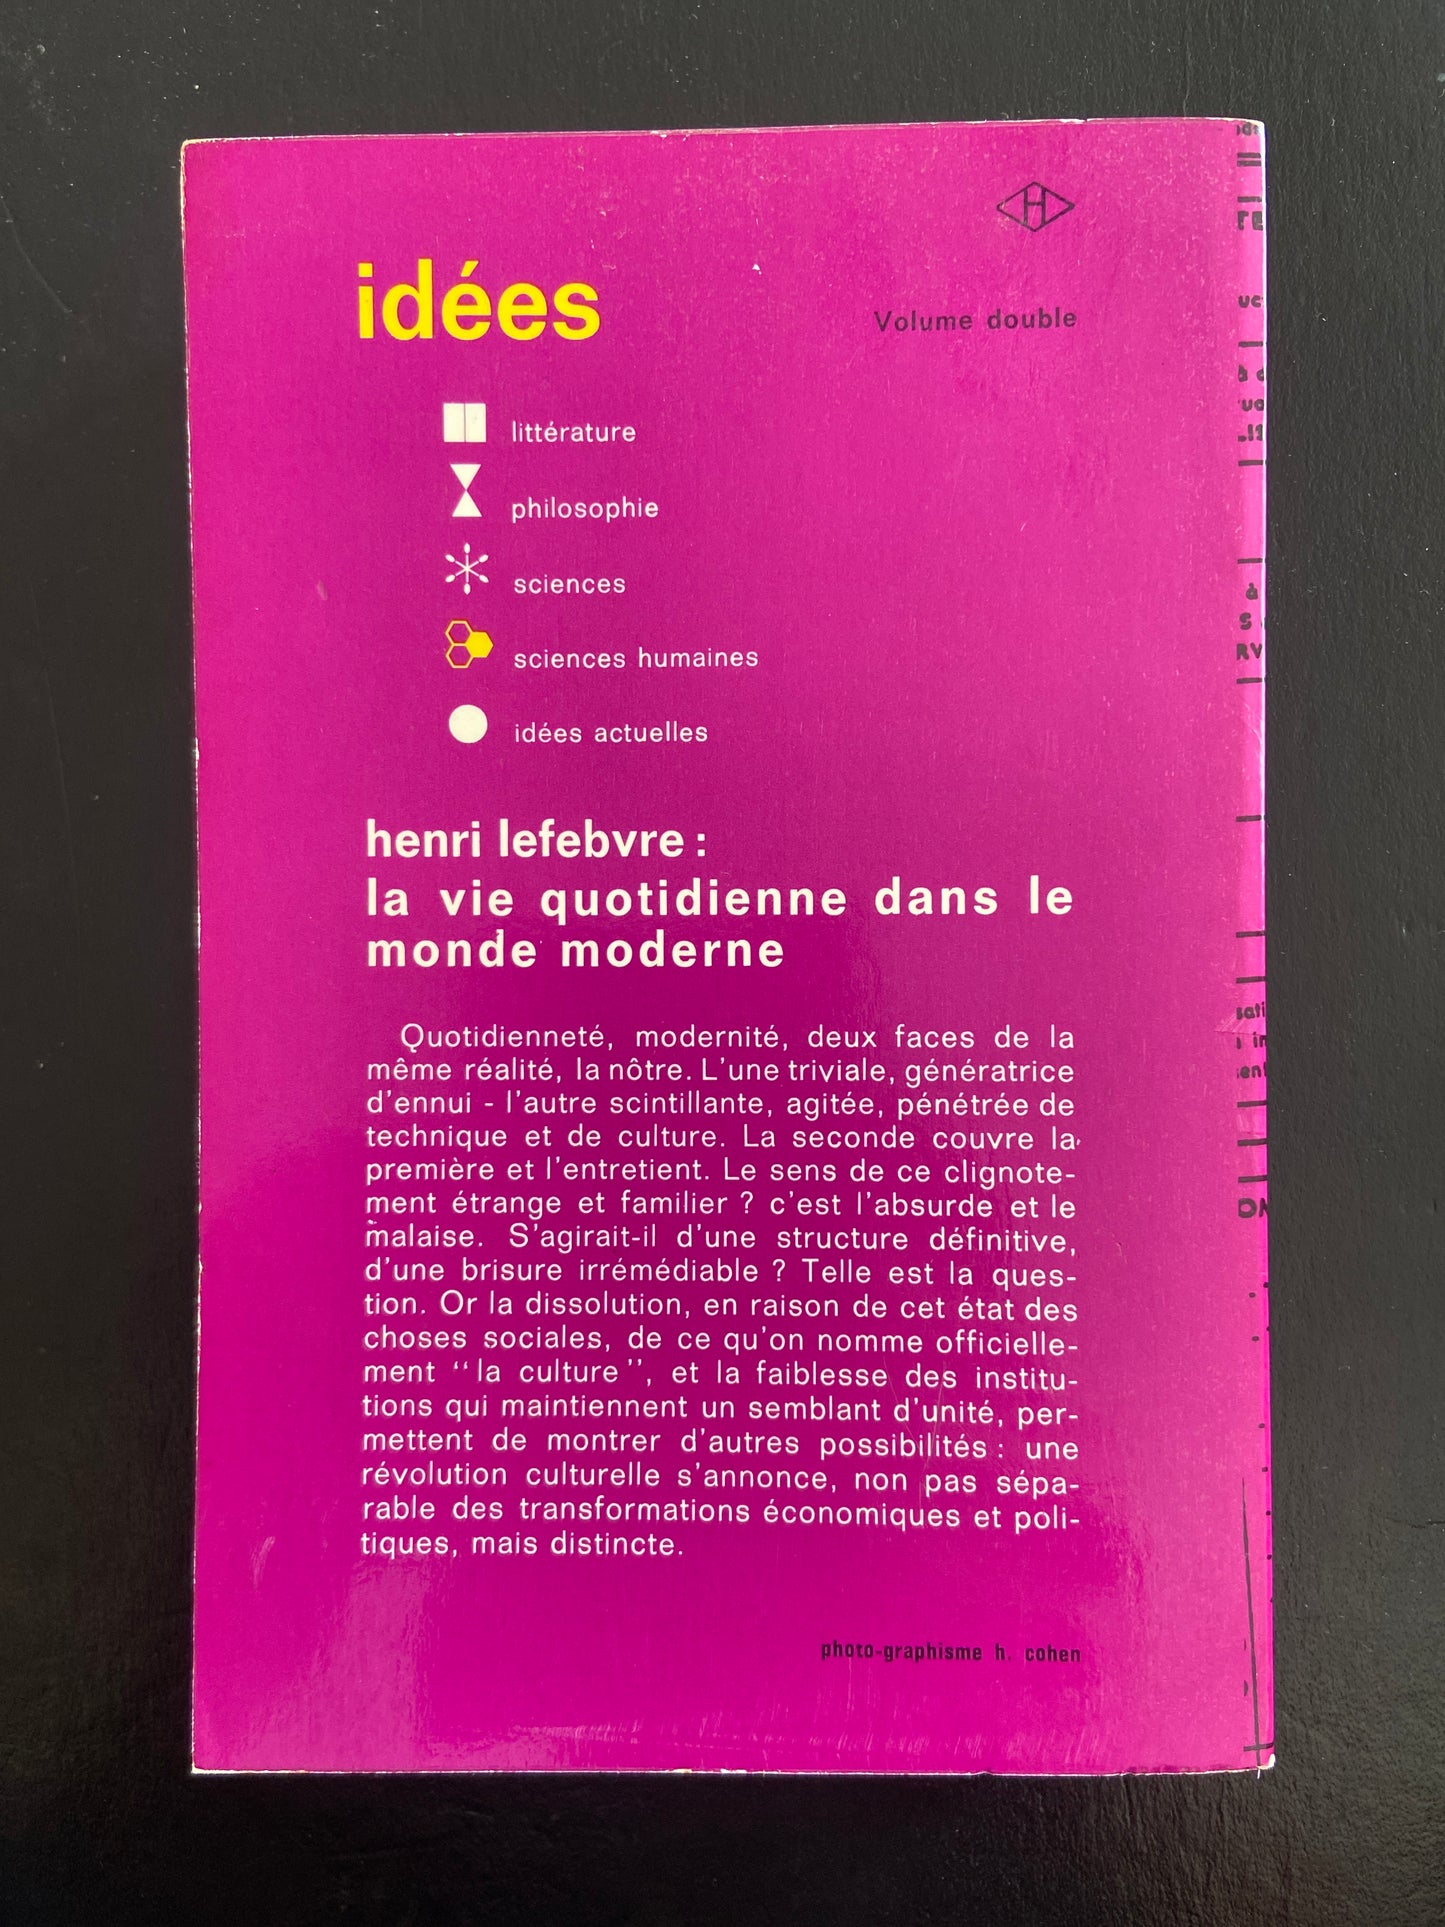 H
idées
Volume double
littérature
philosophie
sciences
sciences humaines
idées actuelles
henri lefebvre :
la vie quotidienne dans le
monde moderne
Quotidienneté, modernité, deux faces de la
même réalité, la nôtre. L'une triviale, génératrice
d'ennui - l'autre scintillante, agitée, pénétrée de
technique et de culture. La seconde couvre la
première et l'entretient. Le sens de ce clignote-
ment étrange et familier ? c'est l'absurde et le
malaise. S'agirait-il d'une structure définitive,
d'une brisure irrémédiable ? Telle est la ques-
tion. Or la dissolution, en raison de cet état des
choses sociales, de ce qu'on nomme officielle-
ment “la culture”, et la faiblesse des institu-
tions qui maintiennent un semblant d'unité, per-
mettent de montrer d'autres possibilités : une
révolution culturelle s'annonce, non pas sépa-
rable des transformations économiques et poli-
tiques, mais distincte.
photo-graphisme h. cohen